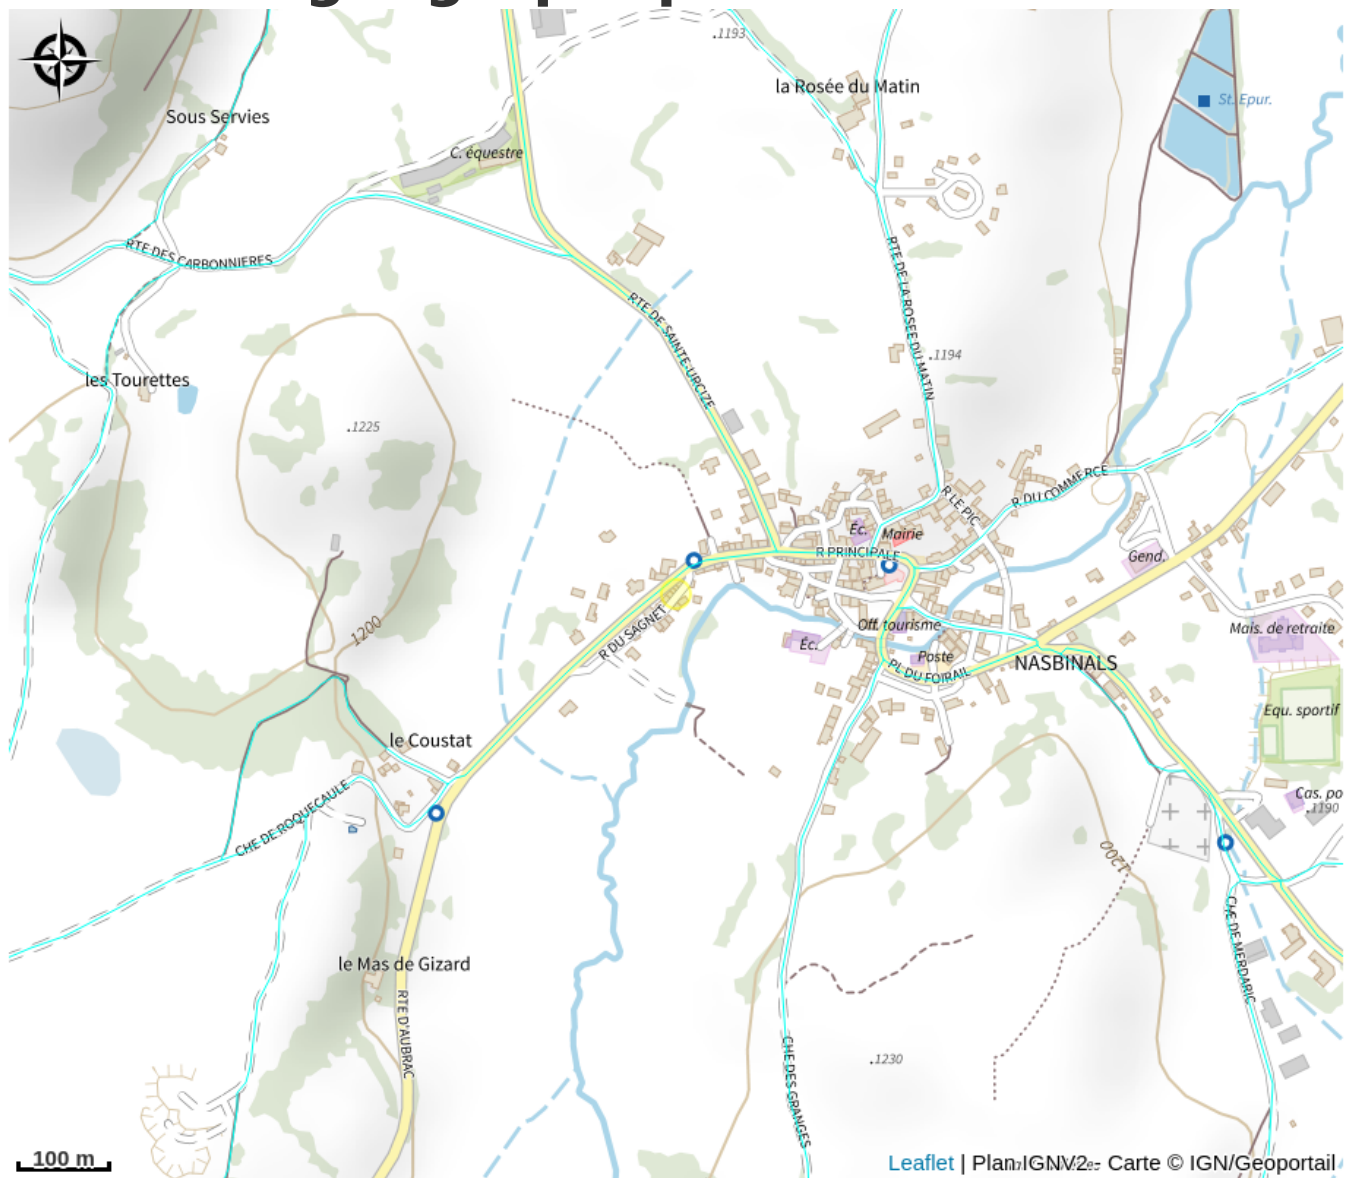 .1193
la Rosée du Matin
St. Epur.
Sous Servies
C. équestre
RTE DES CARBONNIERES
RTE DE SAINTE-URCIZE
RTE DE LA ROSEE DU MATIN
.1194
les Tourettes
.1225
R DU COMMERCE
R LE PIC
Éc.
Mairie
R PRINCIPALE
Gend.
1200
R DU SAGNET
Off. tourisme
Mais. de retraite
Éc.
Poste
NASBINALS
PL DU FOIRAIL
Equ. sportif
le Coustat
Cas. po
.1190
CHE DE ROQUECAULE
1200
le Mas de Gizard
CHE DE MERDARIC
RTE D'AUBRAC
.1230
CHE DES GRANGES
100 m
Leaflet | Plan IGNV2 - Carte © IGN/Geoportail